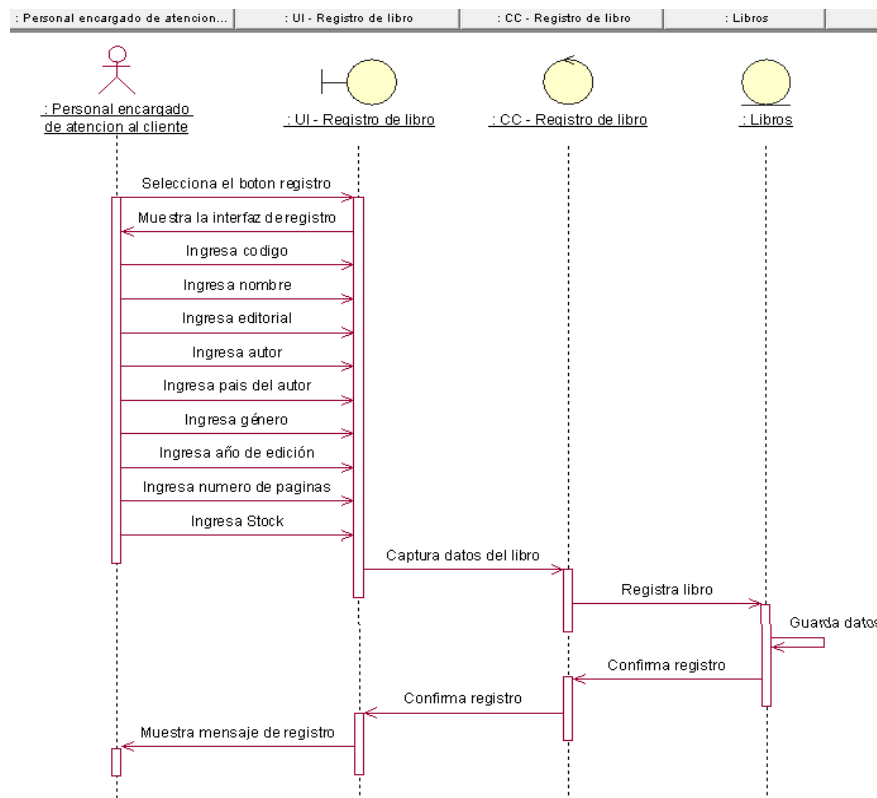 : Personal encargado de atencion...
: UI - Registro de libro
: CC - Registro de libro
: Libros
: Personal encargado
de atencion al cliente
: UI - Registro de libro
: CC - Registro de libro
: Libros
Selecciona el boton registro
Muestra la interfaz de registro
Ingresa codigo
Ingresa nombre
Ingresa editorial
Ingresa autor
Ingresa pais del autor
Ingresa género
Ingresa año de edición
Ingresa numero de paginas
Ingresa Stock
Captura datos del libro
Registra libro
Guarda datos
Confirma registro
Confirma registro
Muestra mensaje de registro